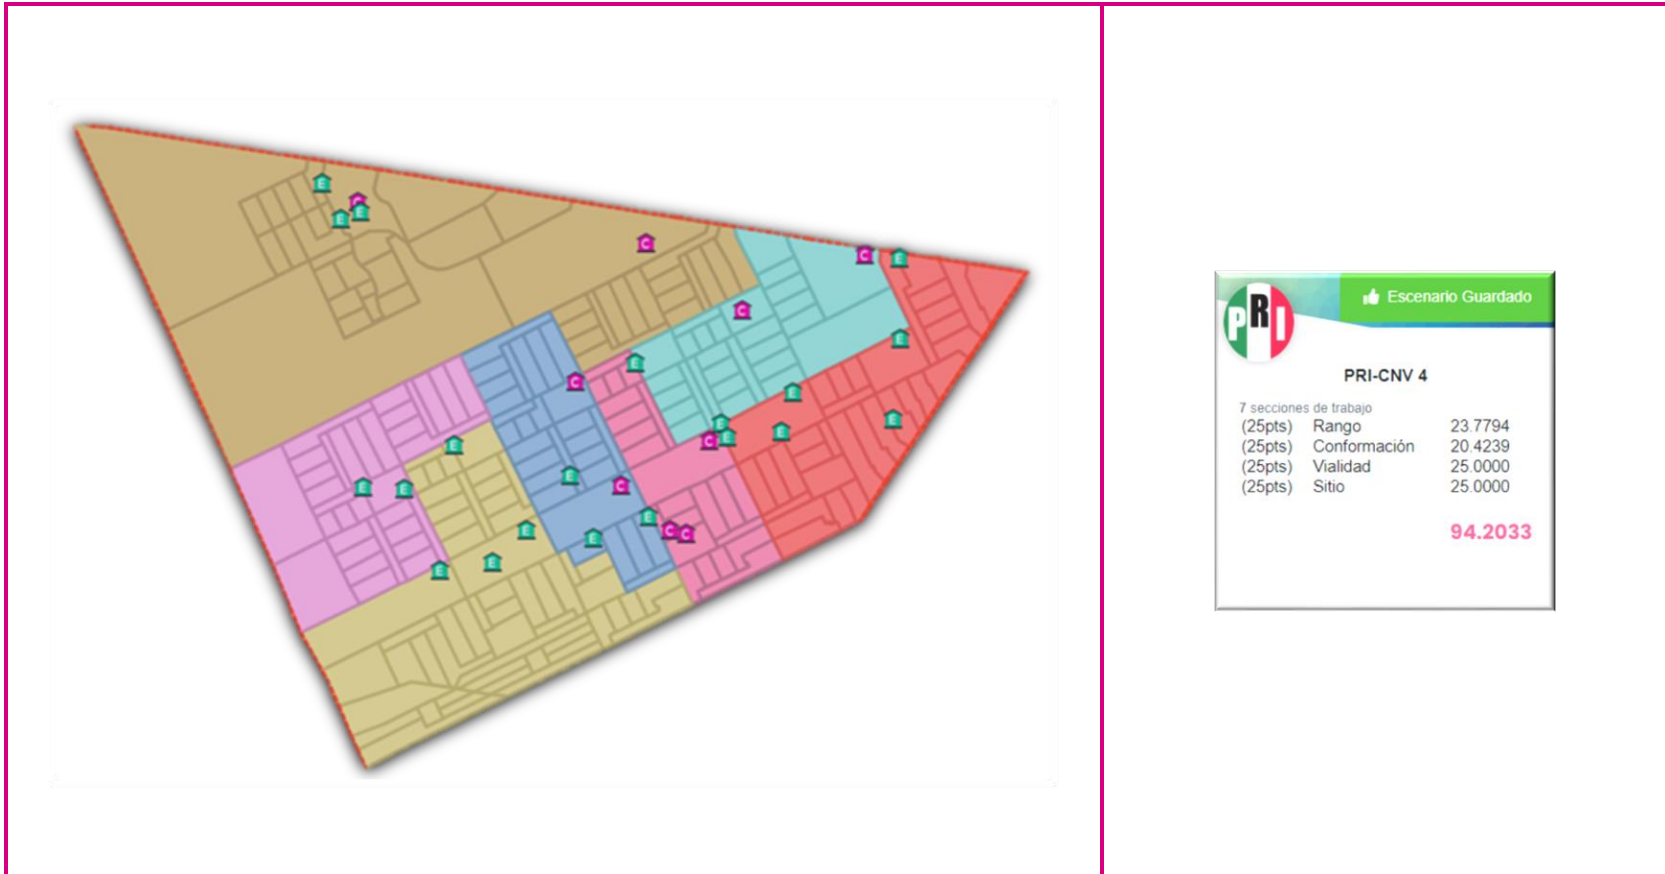 E
C
E
E
C
C
E
C
E
C
E
E
E
E
C
E
E
E
E
E
E
C
E
E
C
C
E
E
E
PRI
Escenario Guardado
PRI-CNV 4
7 secciones de trabajo
(25pts) Rango 23.7794
(25pts) Conformación 20.4239
(25pts) Vialidad 25.0000
(25pts) Sitio 25.0000
94.2033